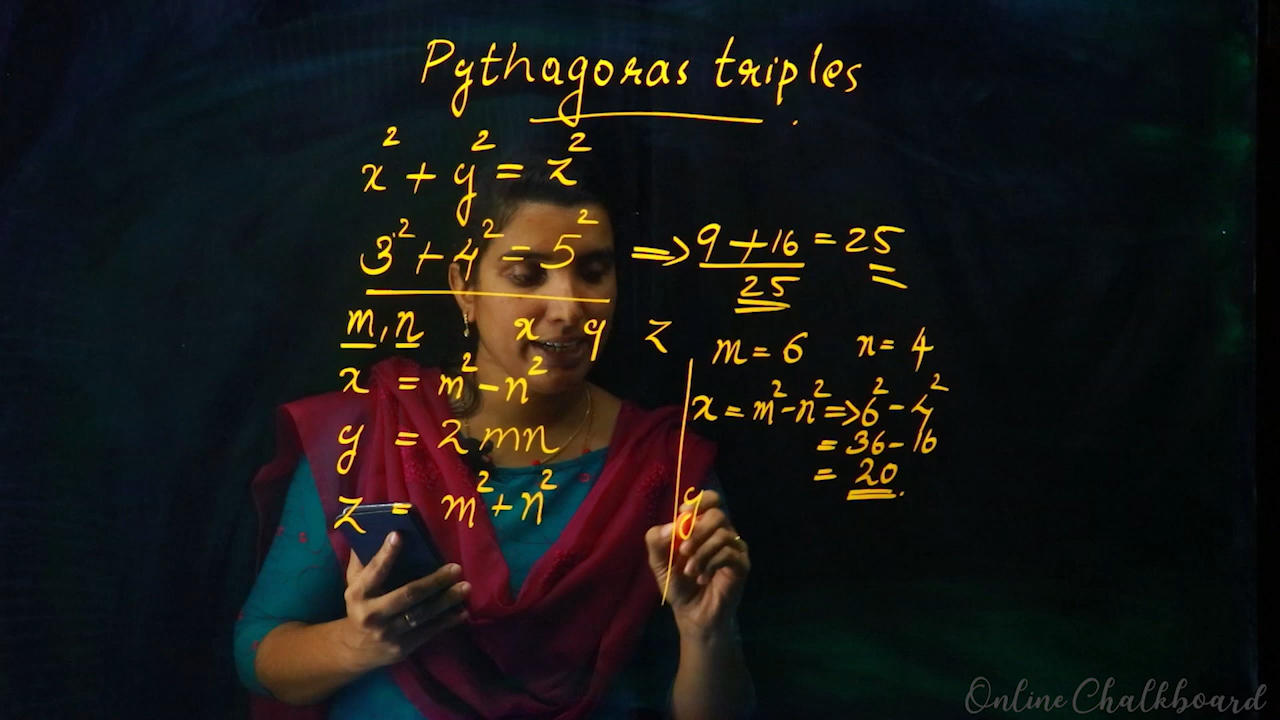 Pythagoras triples
x² + y² = z²
3² + 4² = 5² => 9 + 16 = 25
25
m, n x y z
m = 6 n = 4
x = m² - n²
y = 2mn
z = m² + n²
x = m² - n² => 6² - 4²
= 36 - 16
= 20
y
Online Chalkboard